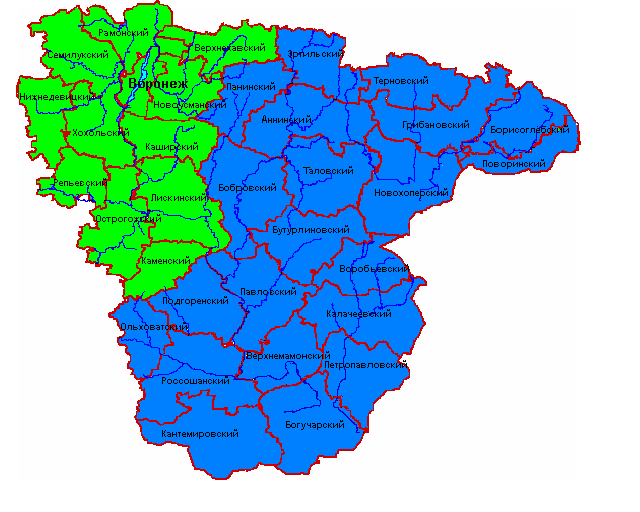 Рамонский
Верхнехавский
Семилукский
Эртильский
Воронеж
Терновский
Панинский
Нижнедевицкий
Новоусманский
Аннинский
Грибановский
Борисоглебский
Хохольский
Каширский
Поворинский
Таловский
Репьевский
Бобровский
Новохоперский
Лискинский
Острогожский
Бутурлиновский
Каменский
Воробьевский
Павловский
Подгоренский
Калачеевский
Ольховатский
Верхнемамонский
Петропавловский
Россошанский
Богучарский
Кантемировский